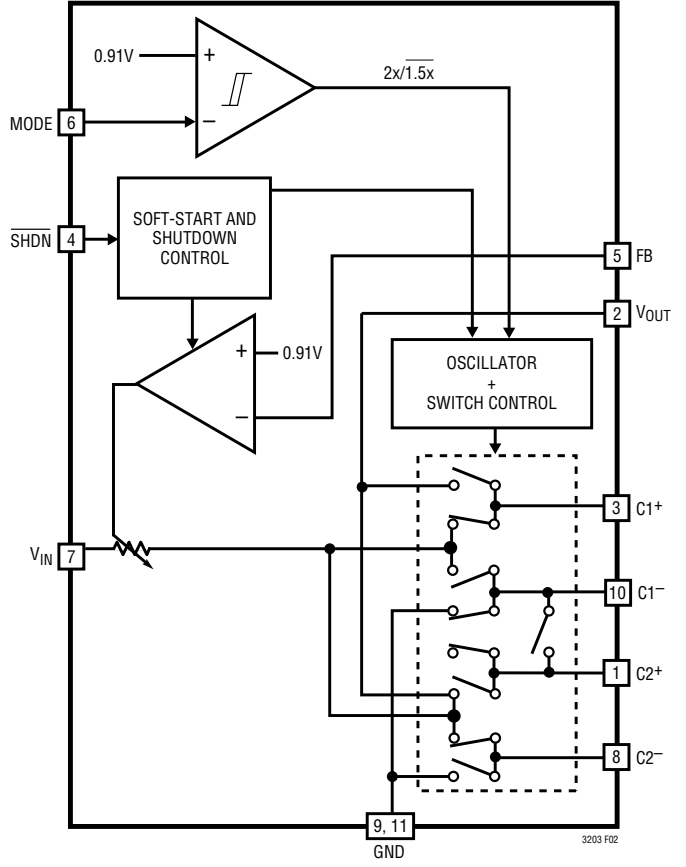 0.91V
+
−
2x/1.5x
MODE
6
SHDN
4
SOFT-START AND
SHUTDOWN
CONTROL
5
FB
2
VOUT
+
0.91V
−
OSCILLATOR
+
SWITCH CONTROL
3
C1+
VIN
7
10
C1−
1
C2+
8
C2−
9, 11
GND
3203 F02